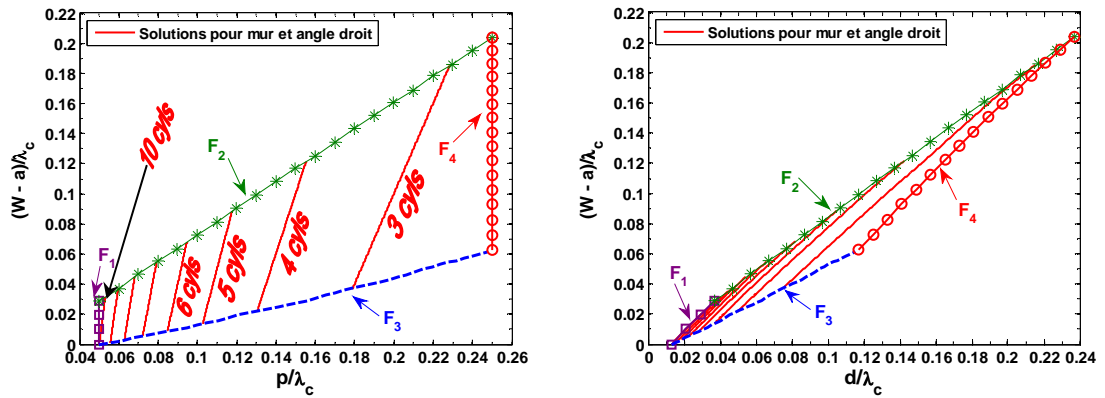 Solutions pour mur et angle droit
0.22
0.2
0.18
0.16
0.14
0.12
0.1
0.08
0.06
0.04
0.02
0
(W - a)/λc
10 cyls
6 cyls
5 cyls
4 cyls
3 cyls
F1
F2
F3
F4
0.04 0.06 0.08 0.1 0.12 0.14 0.16 0.18 0.2 0.22 0.24 0.26
p/λc
Solutions pour mur et angle droit
0.22
0.2
0.18
0.16
0.14
0.12
0.1
0.08
0.06
0.04
0.02
0
(W - a)/λc
F1
F2
F3
F4
0 0.02 0.04 0.06 0.08 0.1 0.12 0.14 0.16 0.18 0.2 0.22 0.24
d/λc